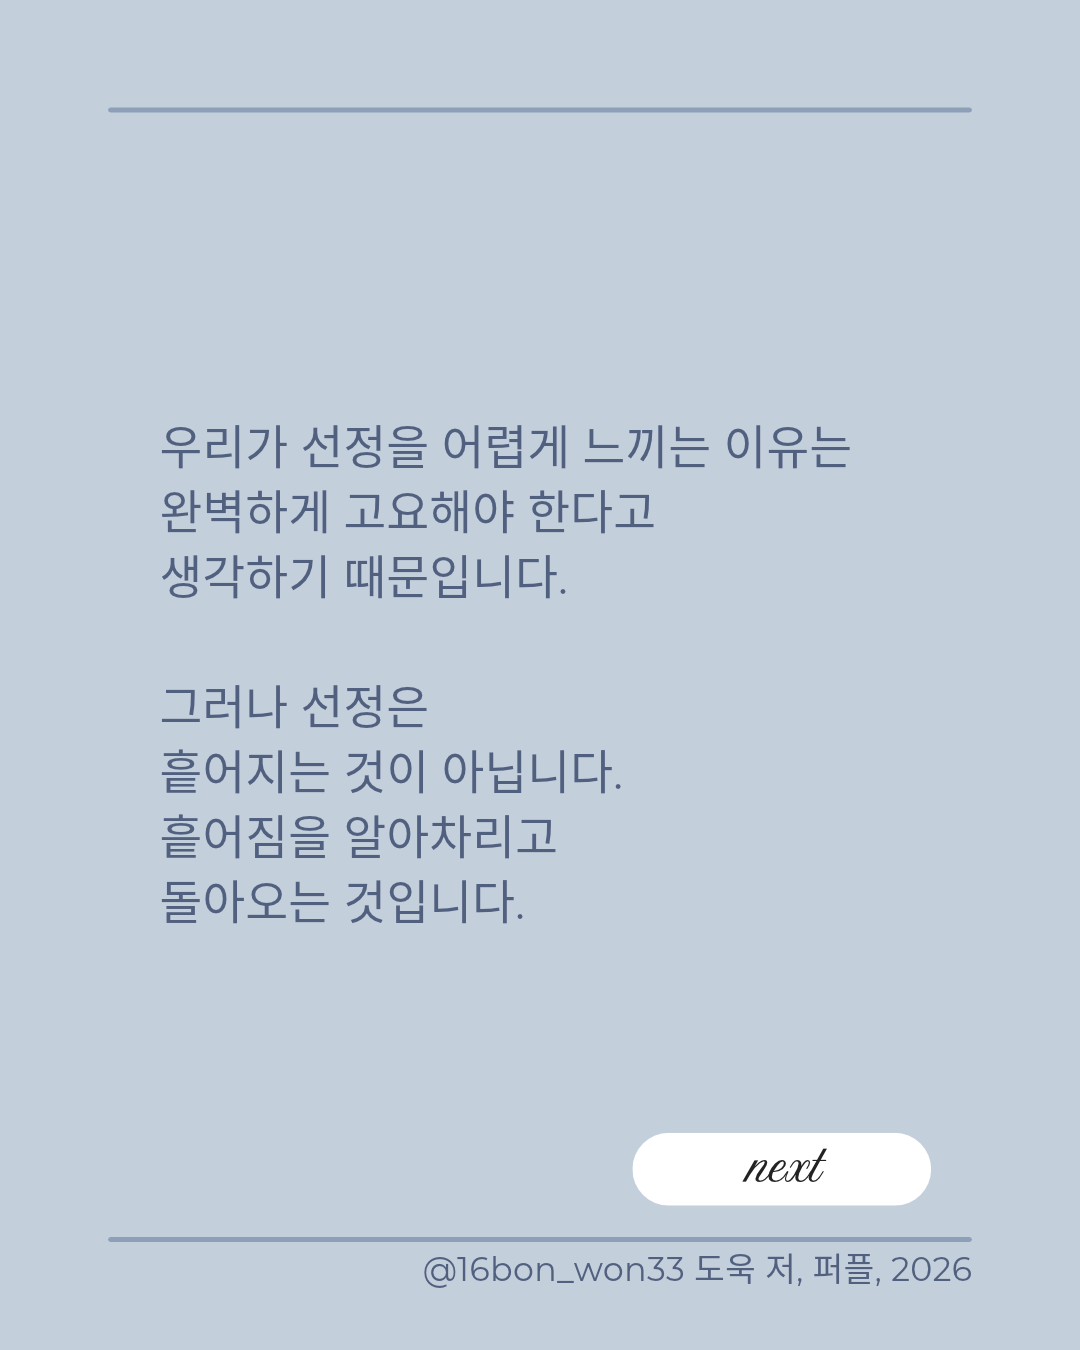 우리가 선정을 어렵게 느끼는 이유는
완벽하게 고요해야 한다고
생각하기 때문입니다.
그러나 선정은
흩어지는 것이 아닙니다.
흩어짐을 알아차리고
돌아오는 것입니다.
next
@16bon_won33 도욱 저, 퍼플, 2026